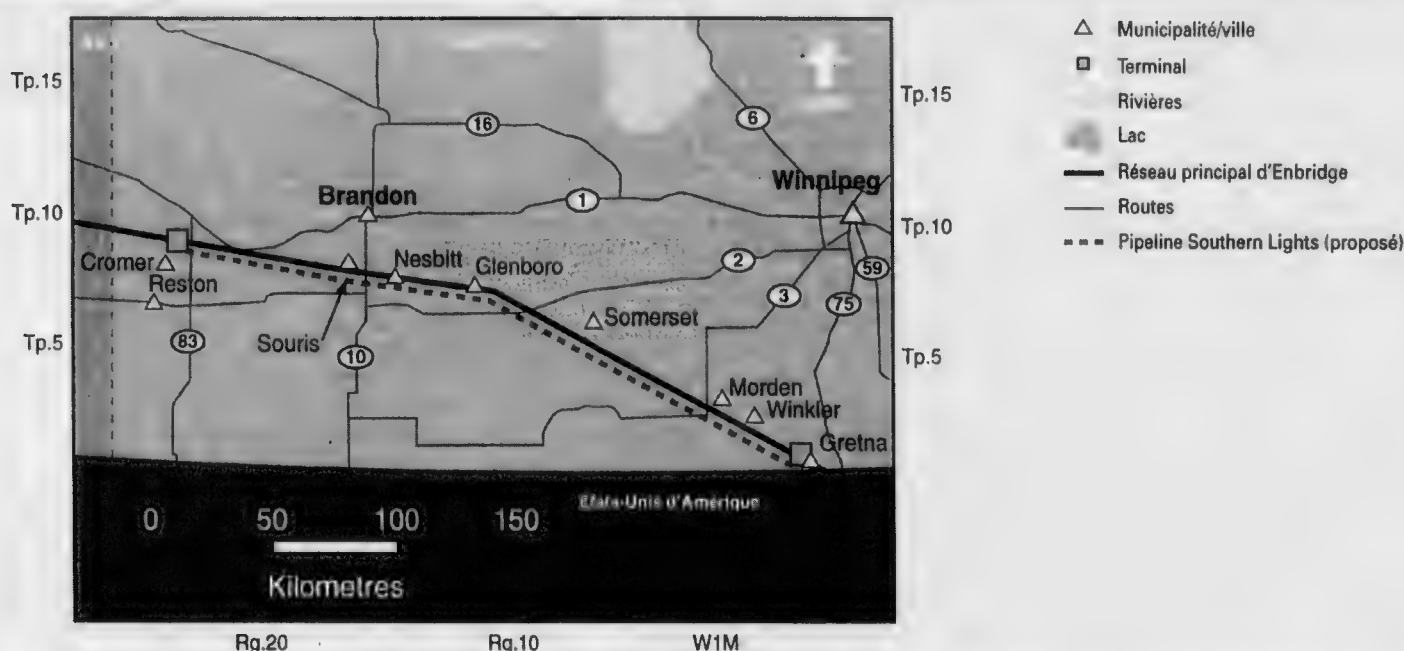 Tp.15
Tp.10
Tp.5
16
6
Brandon
Winnipeg
1
2
59
3
75
Cromer
Reston
Nesbitt
Glenboro
Somerset
Souris
83
10
Morden
Winkler
Gretna
Tp.15
Tp.10
Tp.5
États-Unis d'Amérique
0 50 100 150
Kilometres
Rg.20 Rg.10 W1M
Municipalité/ville
Terminal
Rivières
Lac
Réseau principal d'Enbridge
Routes
Pipeline Southern Lights (proposé)